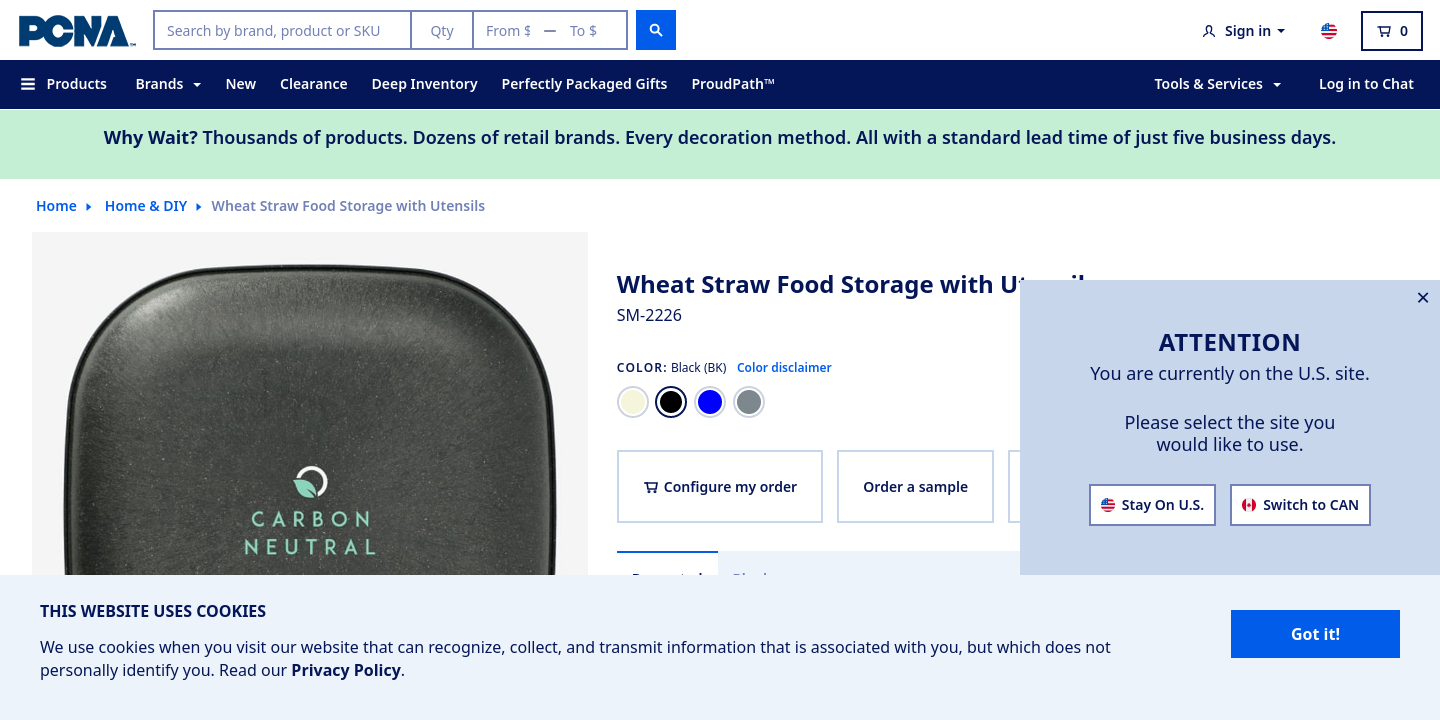 PCNA™
Search by brand, product or SKU Qty From $ — To $
Sign in
0
Products Brands New Clearance Deep Inventory Perfectly Packaged Gifts ProudPath™ Tools & Services Log in to Chat
Why Wait? Thousands of products. Dozens of retail brands. Every decoration method. All with a standard lead time of just five business days.
Home Home & DIY Wheat Straw Food Storage with Utensils
CARBON
NEUTRAL
Wheat Straw Food Storage with
SM-2226
COLOR: Black (BK) Color disclaimer
Configure my order Order a sample
×
ATTENTION
You are currently on the U.S. site.
Please select the site you
would like to use.
Stay On U.S. Switch to CAN
THIS WEBSITE USES COOKIES
We use cookies when you visit our website that can recognize, collect, and transmit information that is associated with you, but which does not
personally identify you. Read our Privacy Policy.
Got it!